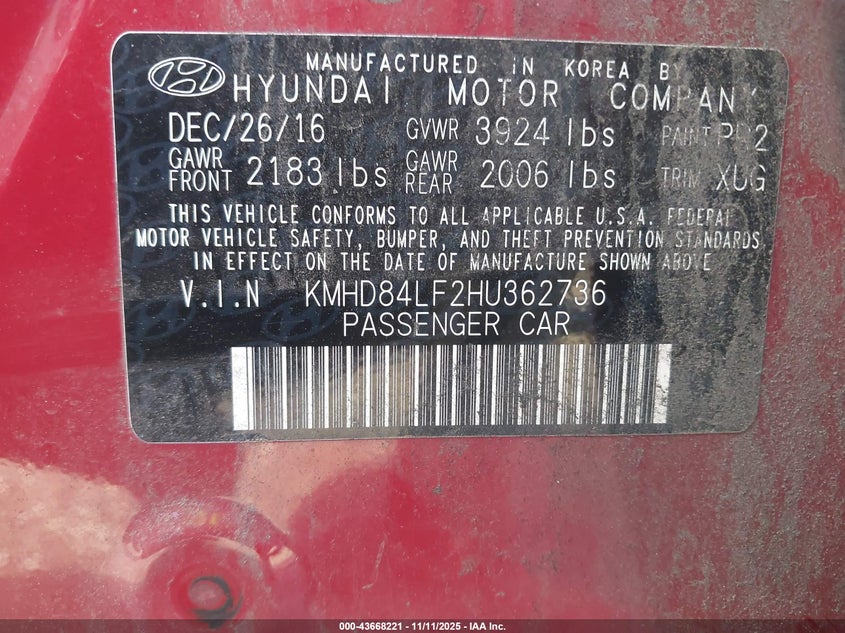 MANUFACTURED IN KOREA BY
HYUNDAI MOTOR COMPANY
DEC/26/16 GVWR 3924 lbs PAINT
GAWR FRONT 2183 lbs GAWR REAR 2006 lbs TRIM XUG
THIS VEHICLE CONFORMS TO ALL APPLICABLE U.S.A. FEDERAL
MOTOR VEHICLE SAFETY, BUMPER, AND THEFT PREVENTION STANDARDS
IN EFFECT ON THE DATE OF MANUFACTURE SHOWN ABOVE.
V.I.N KMHD84LF2HU362736
PASSENGER CAR
000-43668221 - 11/11/2025 - IAA Inc.